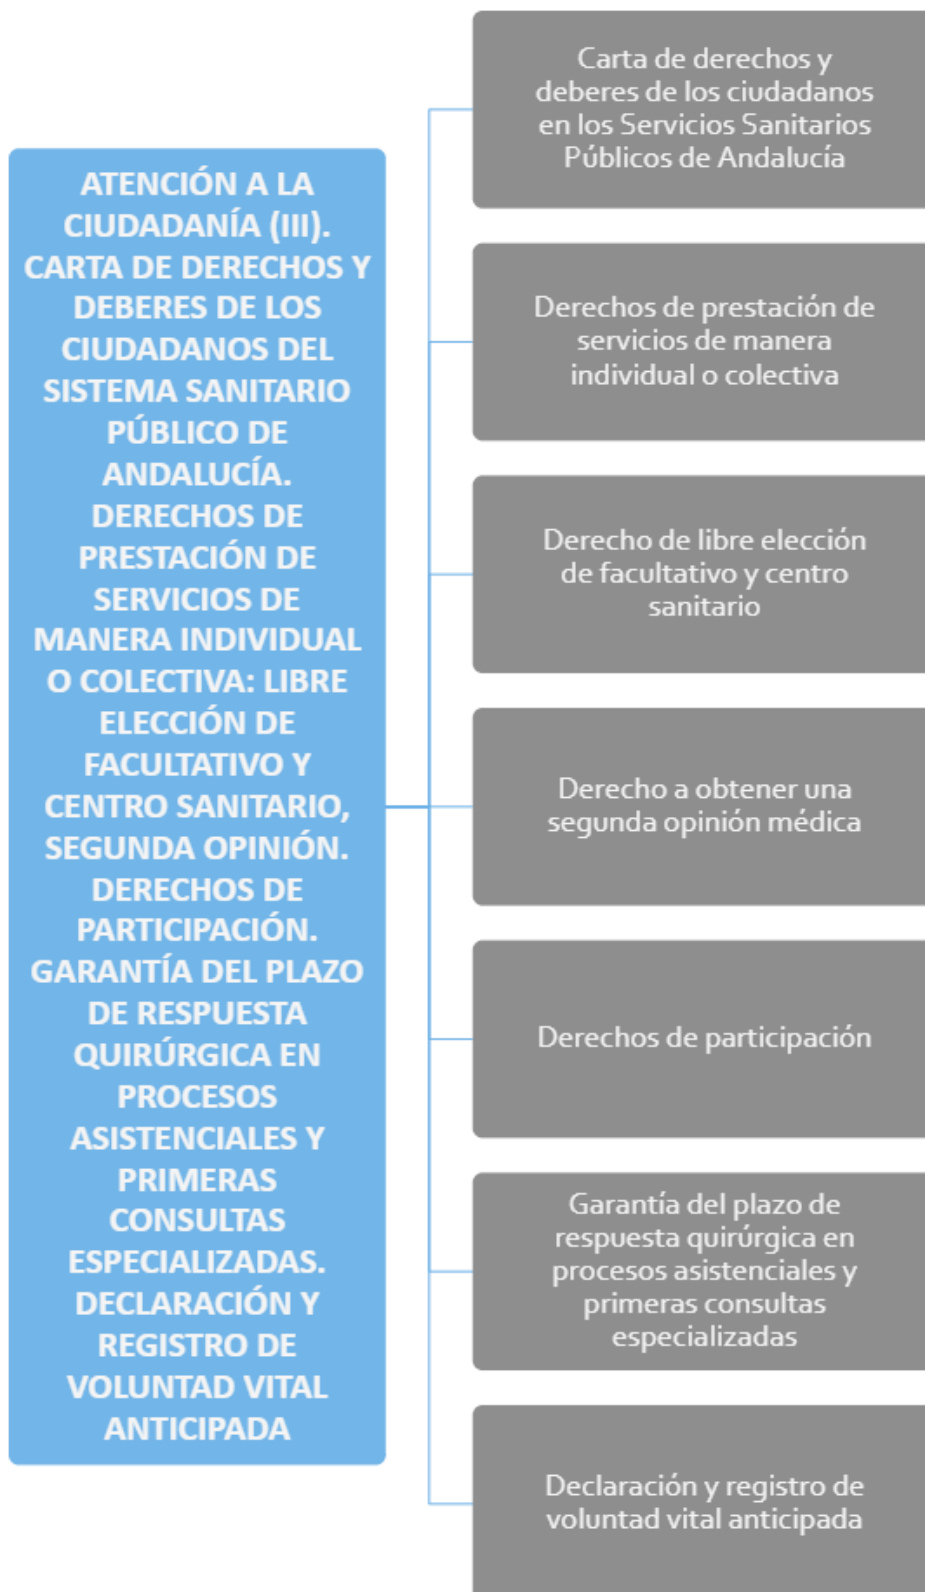 ATENCIÓN A LA
CIUDADANÍA (III).
CARTA DE DERECHOS Y
DEBERES DE LOS
CIUDADANOS DEL
SISTEMA SANITARIO
PÚBLICO DE
ANDALUCÍA.
DERECHOS DE
PRESTACIÓN DE
SERVICIOS DE
MANERA INDIVIDUAL
O COLECTIVA: LIBRE
ELECCIÓN DE
FACULTATIVO Y
CENTRO SANITARIO,
SEGUNDA OPINIÓN.
DERECHOS DE
PARTICIPACIÓN.
GARANTÍA DEL PLAZO
DE RESPUESTA
QUIRÚRGICA EN
PROCESOS
ASISTENCIALES Y
PRIMERAS
CONSULTAS
ESPECIALIZADAS.
DECLARACIÓN Y
REGISTRO DE
VOLUNTAD VITAL
ANTICIPADA
Carta de derechos y
deberes de los ciudadanos
en los Servicios Sanitarios
Públicos de Andalucía
Derechos de prestación de
servicios de manera
individual o colectiva
Derecho de libre elección
de facultativo y centro
sanitario
Derecho a obtener una
segunda opinión médica
Derechos de participación
Garantía del plazo de
respuesta quirúrgica en
procesos asistenciales y
primeras consultas
especializadas
Declaración y registro de
voluntad vital anticipada